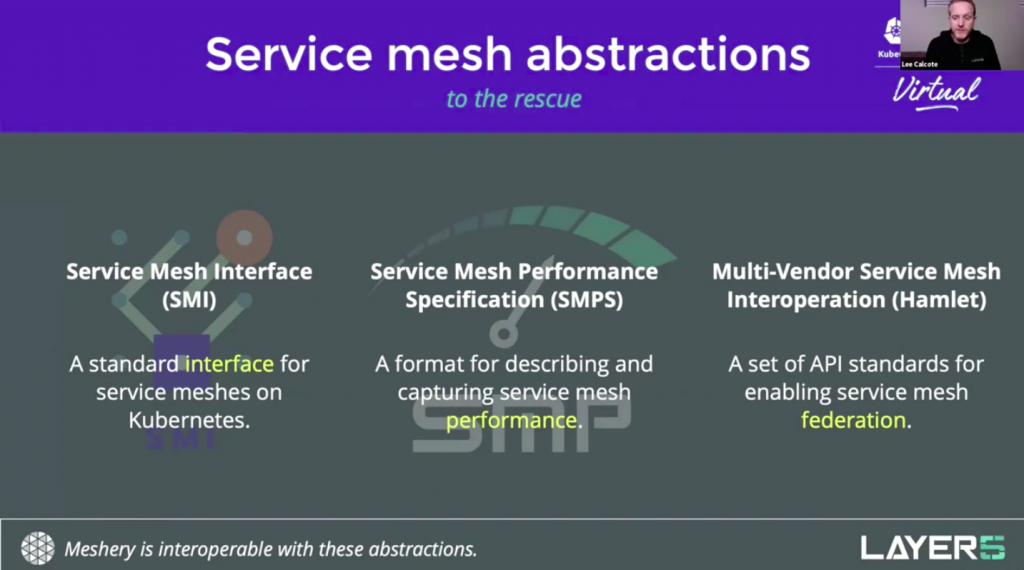 Service mesh abstractions
to the rescue
Lee Calcote
Virtual
Service Mesh Interface
(SMI)
A standard interface for
service meshes on
Kubernetes.
SMI
Service Mesh Performance
Specification (SMPS)
A format for describing and
capturing service mesh
performance.
SMP
Multi-Vendor Service Mesh
Interoperation (Hamlet)
A set of API standards for
enabling service mesh
federation.
Meshery is interoperable with these abstractions.
LAYER5